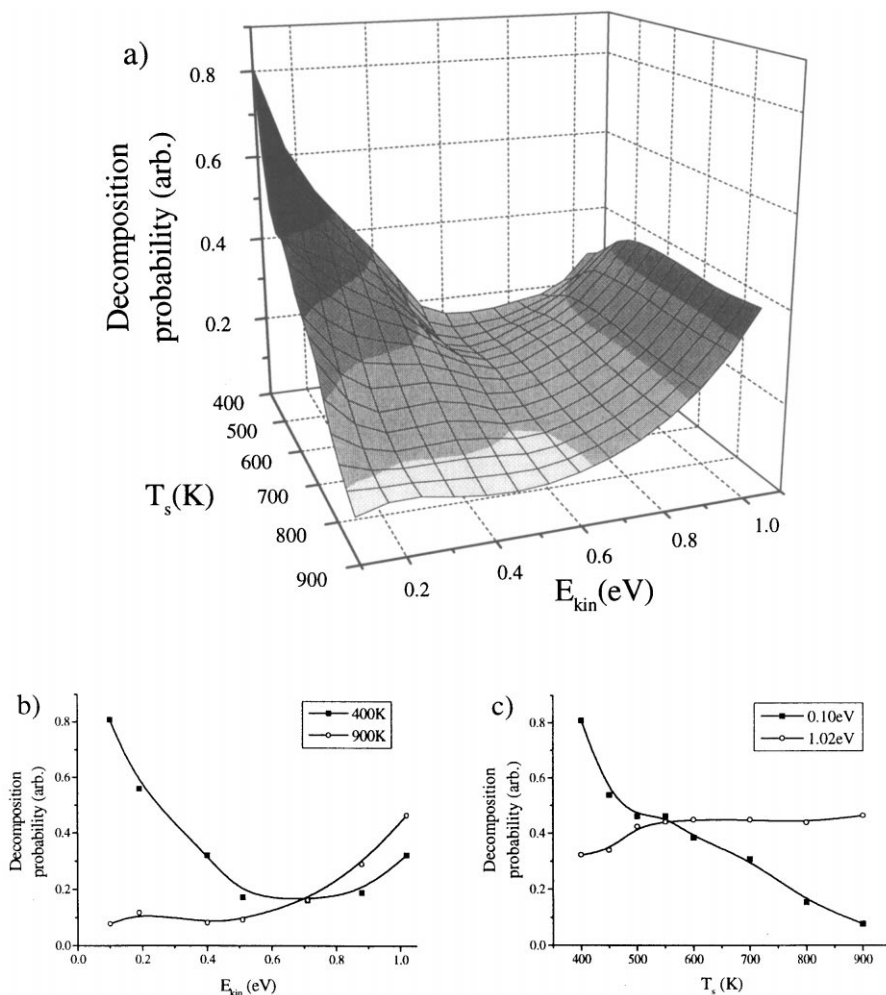 a)
Decomposition
probability (arb.)
0.8
0.6
0.4
0.2
400
500
600
700
800
900
T_s(K)
0.2
0.4
0.6
0.8
1.0
E_kin(eV)
b)
Decomposition
probability (arb.)
0.8
0.6
0.4
0.2
0.0
0.0 0.2 0.4 0.6 0.8 1.0
E_kin (eV)
400K
900K
c)
Decomposition
probability (arb.)
0.8
0.6
0.4
0.2
0.0
400 500 600 700 800 900
T_s (K)
0.10eV
1.02eV